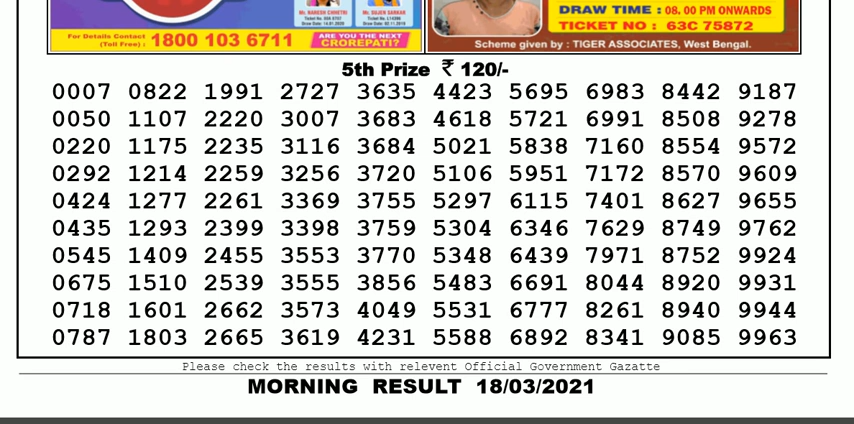 MR. NARESH CHHETRI
MR. RAJEN SARKAR
For Details Contact
(Toll Free) : 1800 103 6711
ARE YOU THE NEXT
CROREPATI?
DRAW TIME : 08. 00 PM ONWARDS
TICKET NO : 63C 75872
Scheme given by : TIGER ASSOCIATES, West Bengal.
5th Prize ₹ 120/-
0007 0822 1991 2727 3635 4423 5695 6983 8442 9187
0050 1107 2220 3007 3683 4618 5721 6991 8508 9278
0220 1175 2235 3116 3684 5021 5838 7160 8554 9572
0292 1214 2259 3256 3720 5106 5951 7172 8570 9609
0424 1277 2261 3369 3755 5297 6115 7401 8627 9655
0435 1293 2399 3398 3759 5304 6346 7629 8749 9762
0545 1409 2455 3553 3770 5348 6439 7971 8752 9924
0675 1510 2539 3555 3856 5483 6691 8044 8920 9931
0718 1601 2662 3573 4049 5531 6777 8261 8940 9944
0787 1803 2665 3619 4231 5588 6892 8341 9085 9963
Please check the results with relevent Official Government Gazatte
MORNING RESULT 18/03/2021